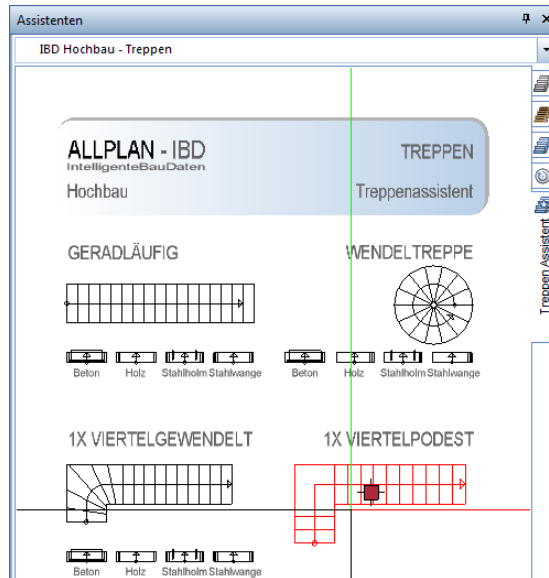 Assistenten
IBD Hochbau - Treppen
ALLPLAN - IBD
IntelligenteBauDaten
Hochbau
TREPPEN
Treppenassistent
Treppen Assistent
GERADLÄUFIG
WENDELTREPPE
Beton Holz Stahlholm Stahlwange
Beton Holz Stahlholm Stahlwange
1X VIERTELGEWENDELT
1X VIERTELPODEST
Beton Holz Stahlholm Stahlwange